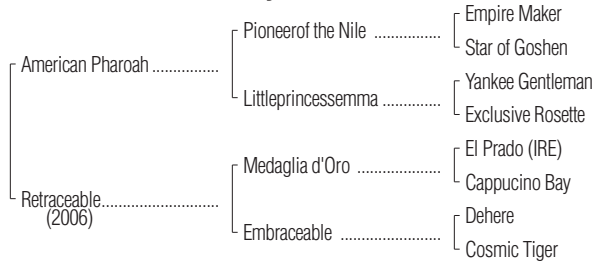 Empire Maker
Pioneerof the Nile ................
Star of Goshen
American Pharoah ...............
Yankee Gentleman
Littleprincessemma .............
Exclusive Rosette
El Prado (IRE)
Medaglia d'Oro ...................
Cappucino Bay
Retraceable..........................
(2006)
Dehere
Embraceable ......................
Cosmic Tiger